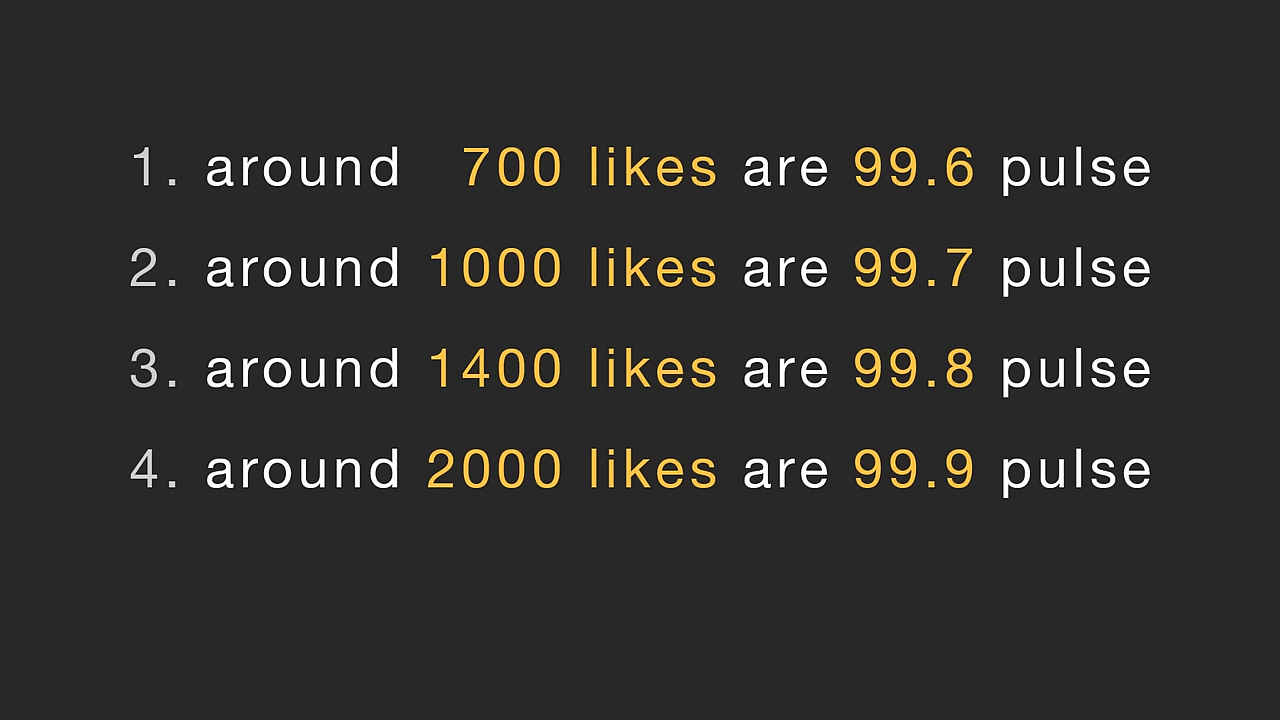 1. around 700 likes are 99.6 pulse
2. around 1000 likes are 99.7 pulse
3. around 1400 likes are 99.8 pulse
4. around 2000 likes are 99.9 pulse